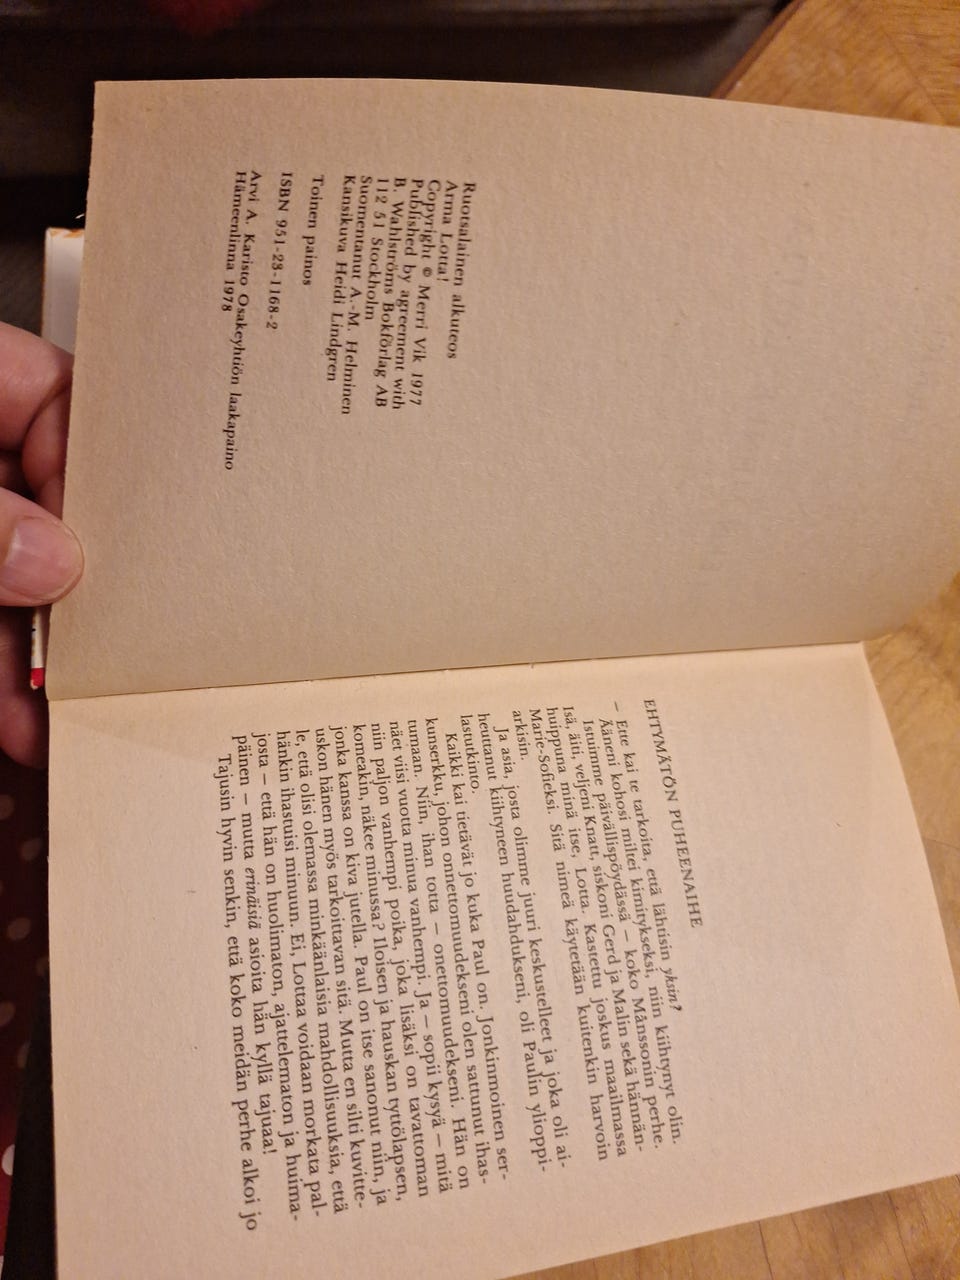 Ruotsalainen alkuteos
Arma Lotta!
Copyright © Merri Vik 1977
Published by agreement with
B. Wahlströms Bokförlag AB
112 51 Stockholm
Suomentanut A.-M. Helminen
Kansikuva Heidi Lindgren
Toinen painos
ISBN 951-23-1168-2
Arvi A. Karisto Osakeyhtiön laakapaino
Hämeenlinna 1978
EHTYMÄTÖN PUHEENAIHE
– Ette kai te tarkoita, että lähtisin yksin?
Ääneni kohosi miltei kimitykseksi, niin kiihtynyt olin.
Istuimme päivällispöydässä – koko Månssonin perhe.
Isä, äiti, veljeni Knatt, siskoni Gerd ja Malin sekä hännän-
huippuna minä itse, Lotta. Kastettu joskus maailmassa
Marie-Sofieksi. Sitä nimeä käytetään kuitenkin harvoin
arkisin.
Ja asia, josta olimme juuri keskustelleet ja joka oli ai-
heuttanut kiihtyneen huudahdukseni, oli Paulin ylioppi-
lastutkinto.
Kaikki kai tietävät jo kuka Paul on. Jonkinmoinen ser-
kunserkku, johon onnettomuudekseni olen sattunut ihas-
tumaan. Niin, ihan totta – onnettomuudekseni. Hän on
näet viisi vuotta minua vanhempi. Ja – sopii kysyä – mitä
niin paljon vanhempi poika, joka lisäksi on tavattoman
komeakin, näkee minussa? Iloisen ja hauskan tyttölapsen,
jonka kanssa on kiva jutella. Paul on itse sanonut niin, ja
uskon hänen myös tarkoittavan sitä. Mutta en silti kuvitte-
le, että olisi olemassa minkäänlaisia mahdollisuuksia, että
hänkin ihastuisi minuun. Ei, Lottaa voidaan morkata pal-
josta – että hän on huolimaton, ajattelematon ja huima-
päinen – mutta erinäisiä asioita hän kyllä tajuaa!
Tajusin hyvin senkin, että koko meidän perhe alkoi jo